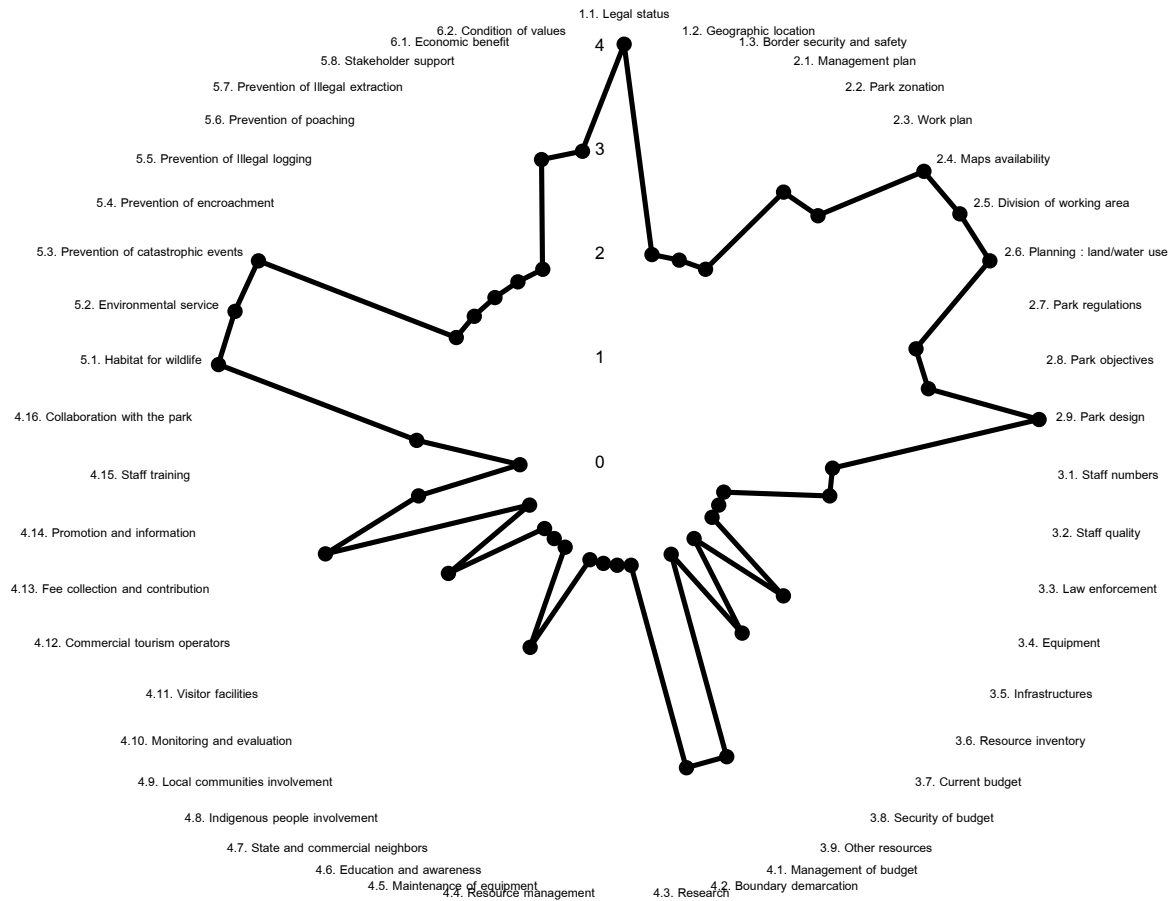 1.1. Legal status
1.2. Geographic location
1.3. Border security and safety
2.1. Management plan
2.2. Park zonation
2.3. Work plan
2.4. Maps availability
2.5. Division of working area
2.6. Planning : land/water use
2.7. Park regulations
2.8. Park objectives
2.9. Park design
3.1. Staff numbers
3.2. Staff quality
3.3. Law enforcement
3.4. Equipment
3.5. Infrastructures
3.6. Resource inventory
3.7. Current budget
3.8. Security of budget
3.9. Other resources
4.1. Management of budget
4.2. Boundary demarcation
4.3. Research
4.4. Resource management
4.5. Maintenance of equipment
4.6. Education and awareness
4.7. State and commercial neighbors
4.8. Indigenous people involvement
4.9. Local communities involvement
4.10. Monitoring and evaluation
4.11. Visitor facilities
4.12. Commercial tourism operators
4.13. Fee collection and contribution
4.14. Promotion and information
4.15. Staff training
4.16. Collaboration with the park
5.1. Habitat for wildlife
5.2. Environmental service
5.3. Prevention of catastrophic events
5.4. Prevention of encroachment
5.5. Prevention of Illegal logging
5.6. Prevention of poaching
5.7. Prevention of Illegal extraction
5.8. Stakeholder support
6.1. Economic benefit
6.2. Condition of values
4
3
2
1
0